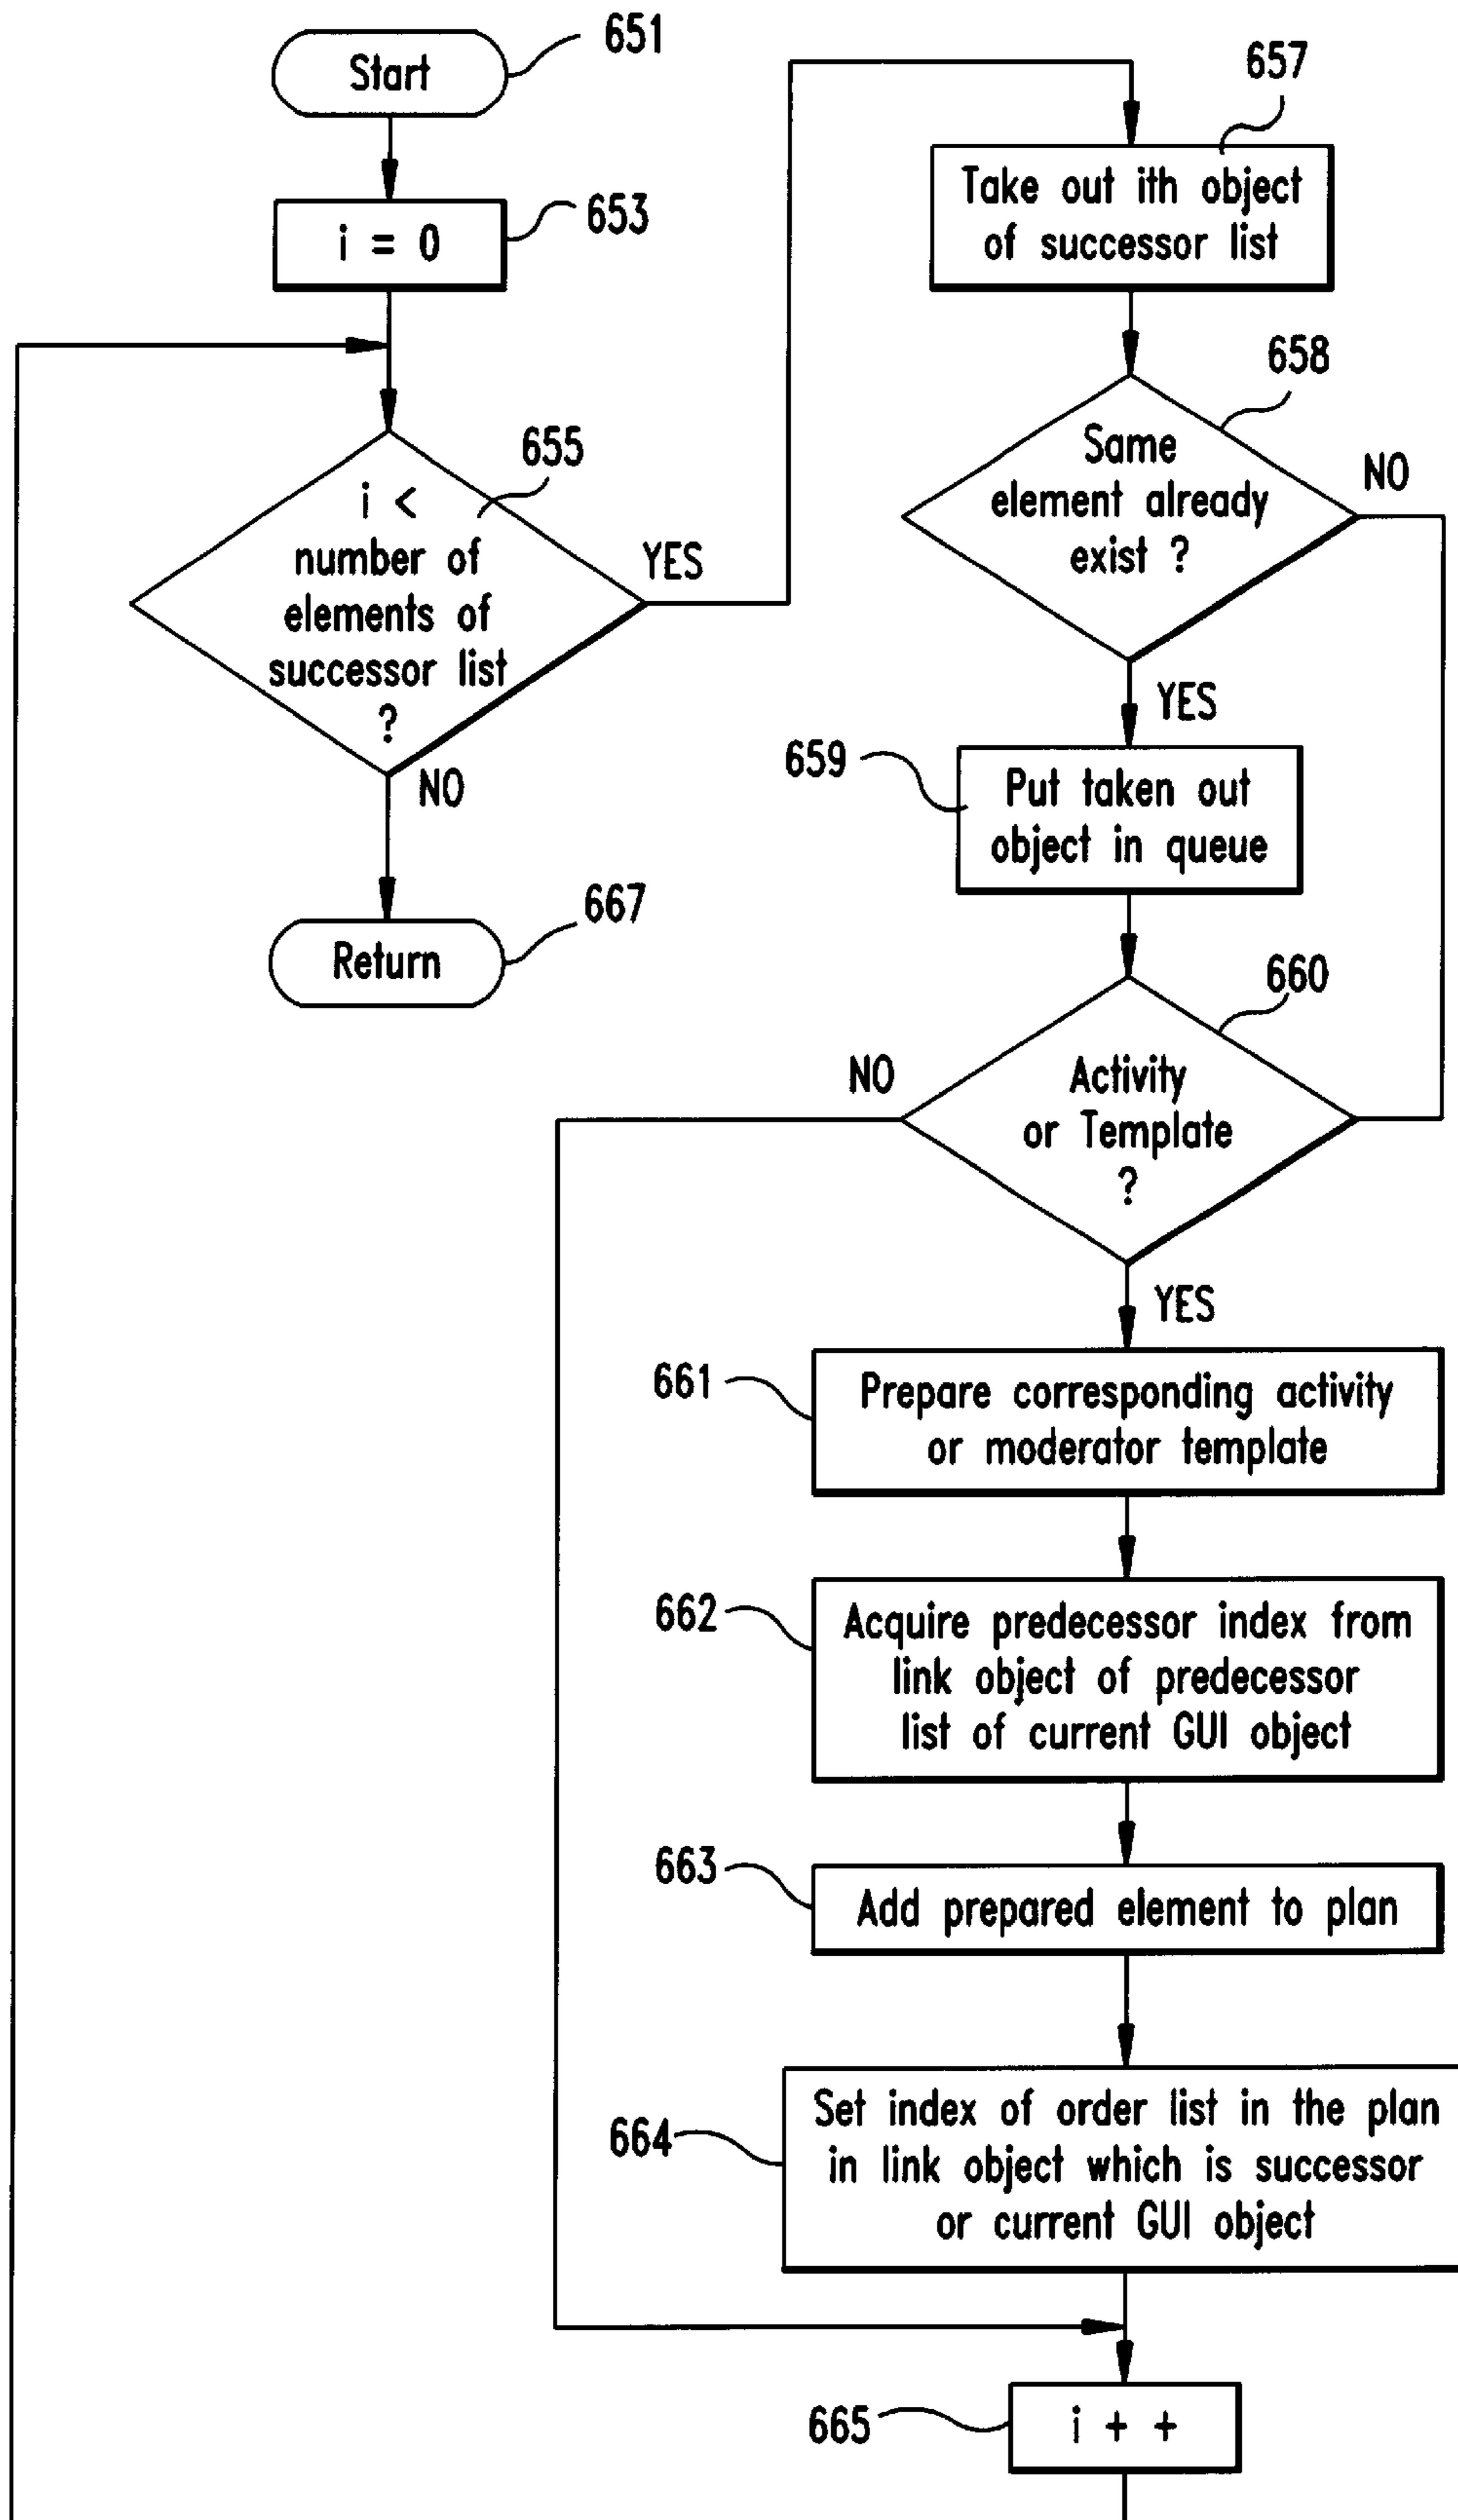 Start
651
i = 0
653
655
i <
number of
elements of
successor list
?
YES
NO
Return
667
657
Take out ith object
of successor list
658
Same
element already
exist ?
NO
YES
659
Put taken out
object in queue
660
NO
Activity
or Template
?
YES
661
Prepare corresponding activity
or moderator template
662
Acquire predecessor index from
link object of predecessor
list of current GUI object
663
Add prepared element to plan
664
Set index of order list in the plan
in link object which is successor
or current GUI object
665
i + +